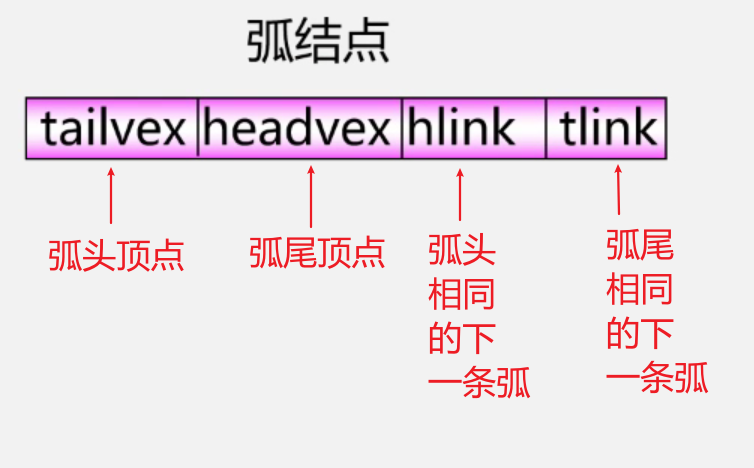 弧结点
tailvex headvex hlink tlink
弧头顶点
弧尾顶点
弧头
相同
的下
一条弧
弧尾
相同
的下
一条弧